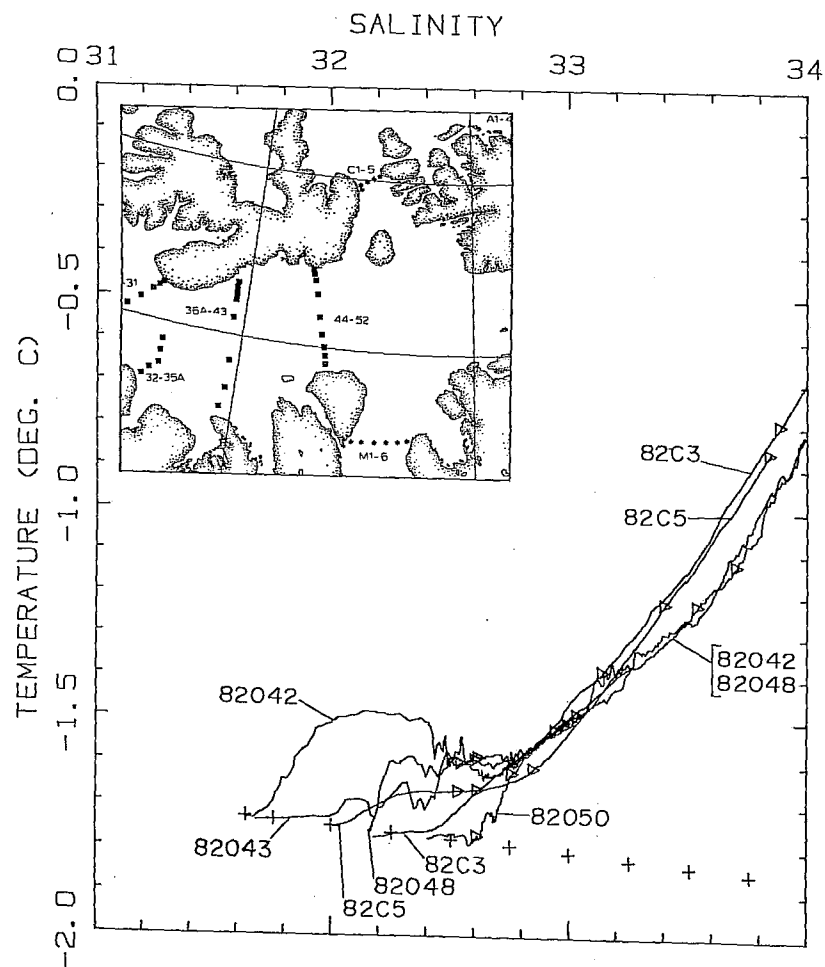 SALINITY
31 32 33 34
0.0
-0.5
-1.0
-1.5
-2.0
TEMPERATURE (DEG. C)
A1-4
C1-5
31
36A-43
44-52
32-35A
M1-6
82C3
82C5
82042
82048
82042
82050
82043
82C3
82048
82C5